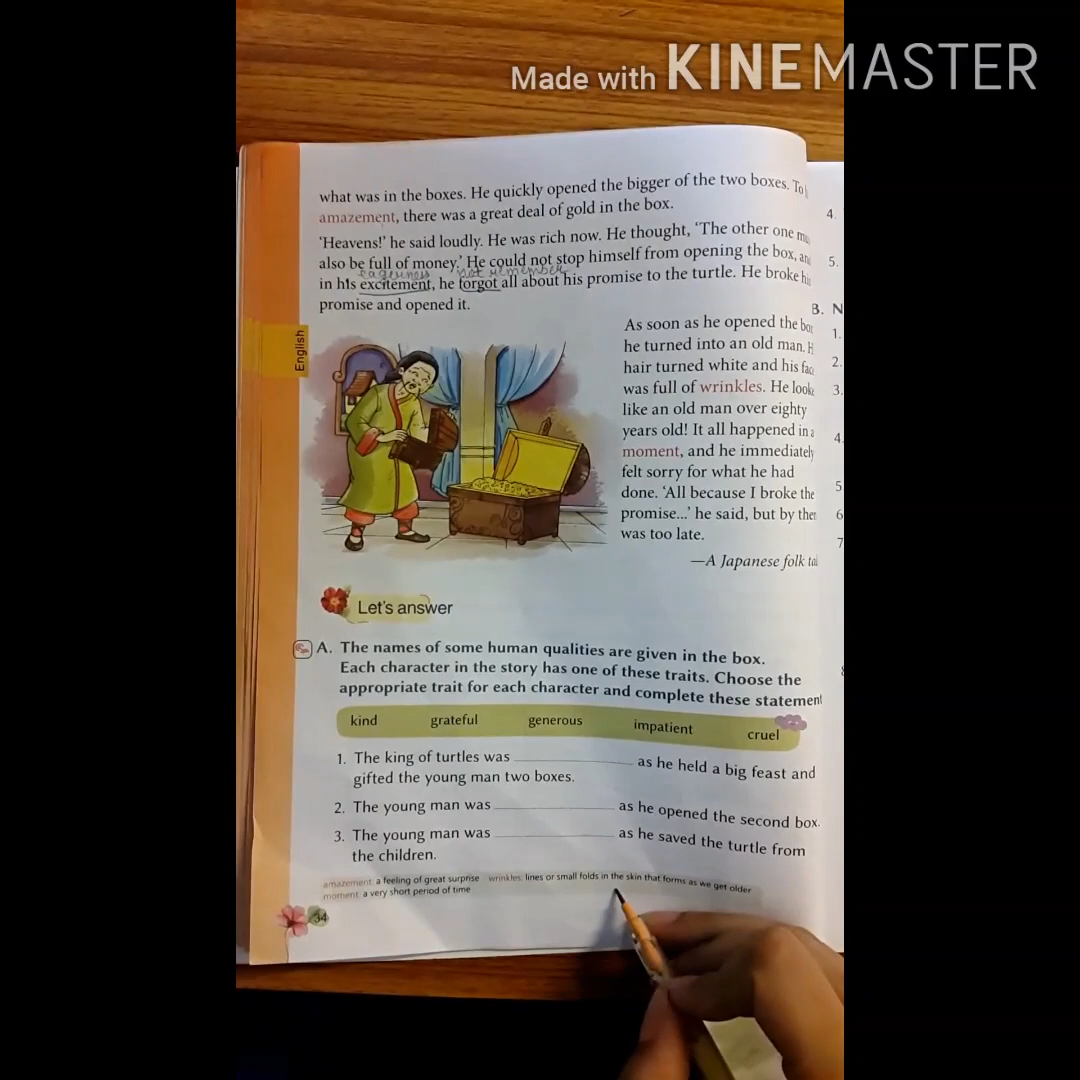 Made with KINEMASTER
what was in the boxes. He quickly opened the bigger of the two boxes. To
amazement, there was a great deal of gold in the box.
'Heavens!' he said loudly. He was rich now. He thought, 'The other one
also be full of money.' He could not stop himself from opening the box,
eagerness not remember
in his excitement, he forgot all about his promise to the turtle. He broke
promise and opened it.
As soon as he opened the
he turned into an old man.
hair turned white and his
was full of wrinkles. He
like an old man over eighty
years old! It all happened in a
moment, and he immediately
felt sorry for what he had
done. 'All because I broke the
promise...' he said, but by
was too late.
—A Japanese folk
English
Let's answer
A. The names of some human qualities are given in the box.
Each character in the story has one of these traits. Choose the
appropriate trait for each character and complete these
kind grateful generous impatient cruel
1. The king of turtles was as he held a big feast and
gifted the young man two boxes.
2. The young man was as he opened the second box.
3. The young man was as he saved the turtle from
the children.
amazement: a feeling of great surprise wrinkles: lines or small folds in the skin that forms as we get older
moment: a very short period of time
34
4.
5.
B.
1.
2.
3.
4.
5
6
7